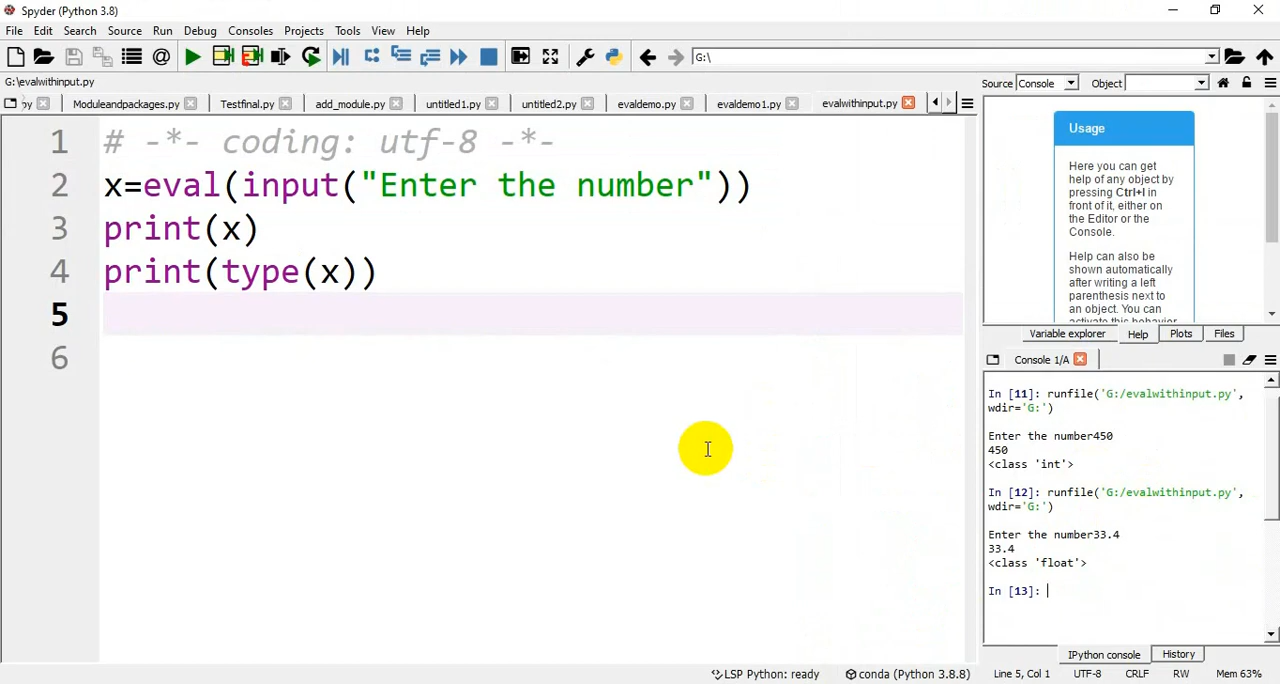 Spyder (Python 3.8)
File Edit Search Source Run Debug Consoles Projects Tools View Help
G:\
G:\evalwithinput.py
Source Console Object
py Moduleandpackages.py Testfinal.py add_module.py untitled1.py untitled2.py evaldemo.py evaldemo1.py evalwithinput.py
1 # -*- coding: utf-8 -*-
2 x=eval(input("Enter the number"))
3 print(x)
4 print(type(x))
5
6
Usage
Here you can get
help of any object by
pressing Ctrl+I in
front of it, either on
the Editor or the
Console.
Help can also be
shown automatically
after writing a left
parenthesis next to
an object. You can
activate this behavior
Variable explorer Help Plots Files
Console 1/A
In [11]: runfile('G:/evalwithinput.py',
wdir='G:')
Enter the number450
450
<class 'int'>
In [12]: runfile('G:/evalwithinput.py',
wdir='G:')
Enter the number33.4
33.4
<class 'float'>
In [13]:
IPython console History
LSP Python: ready conda (Python 3.8.8) Line 5, Col 1 UTF-8 CRLF RW Mem 63%